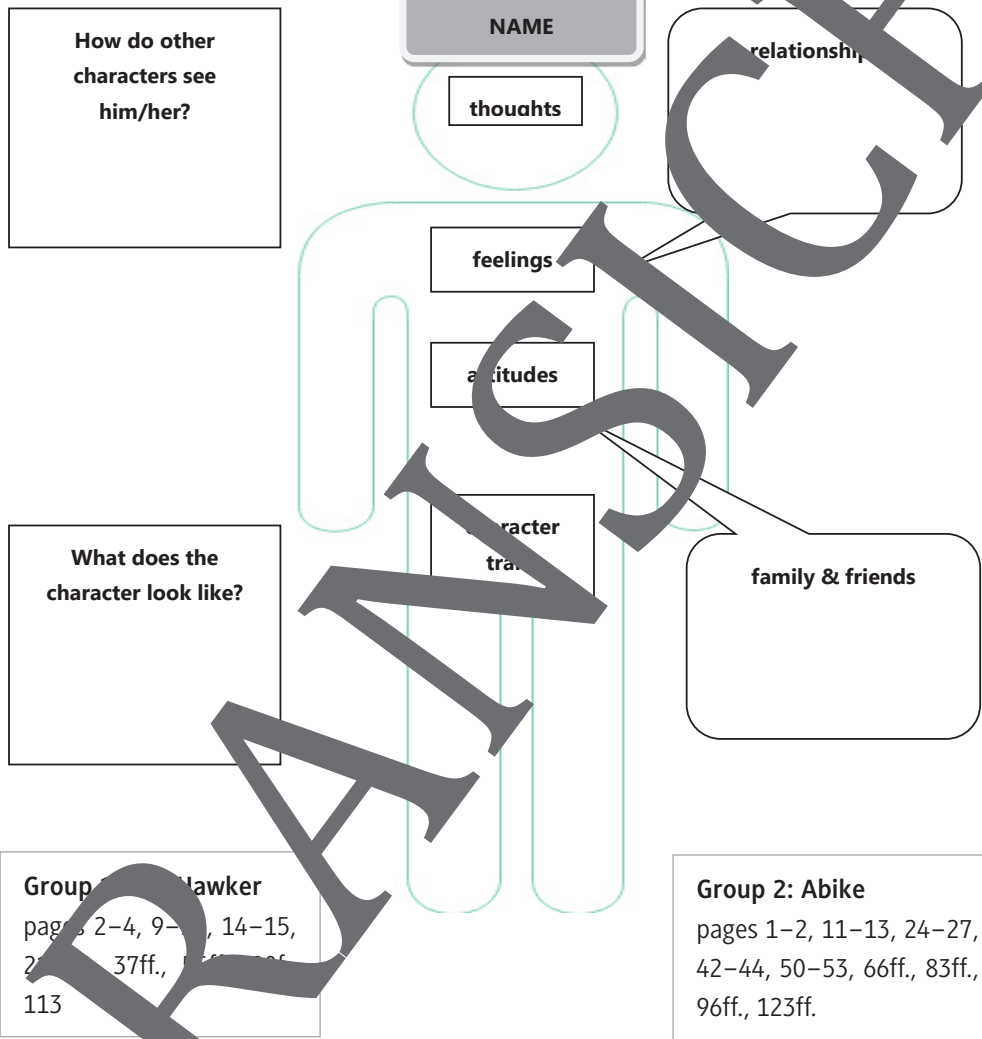 NAME
How do other
characters see
him/her?
thoughts
feelings
attitudes
What does the
character look like?
family & friends
Group Hawker
pages 2–4, 14–15,
37ff.,
113
Group 2: Abike
pages 1–2, 11–13, 24–27,
42–44, 50–53, 66ff., 83ff.,
96ff., 123ff.